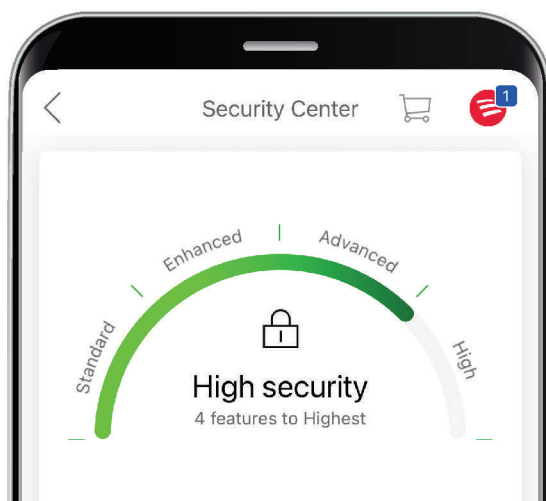 Security Center
1
Enhanced
Advanced
Standard
High
High security
4 features to Highest